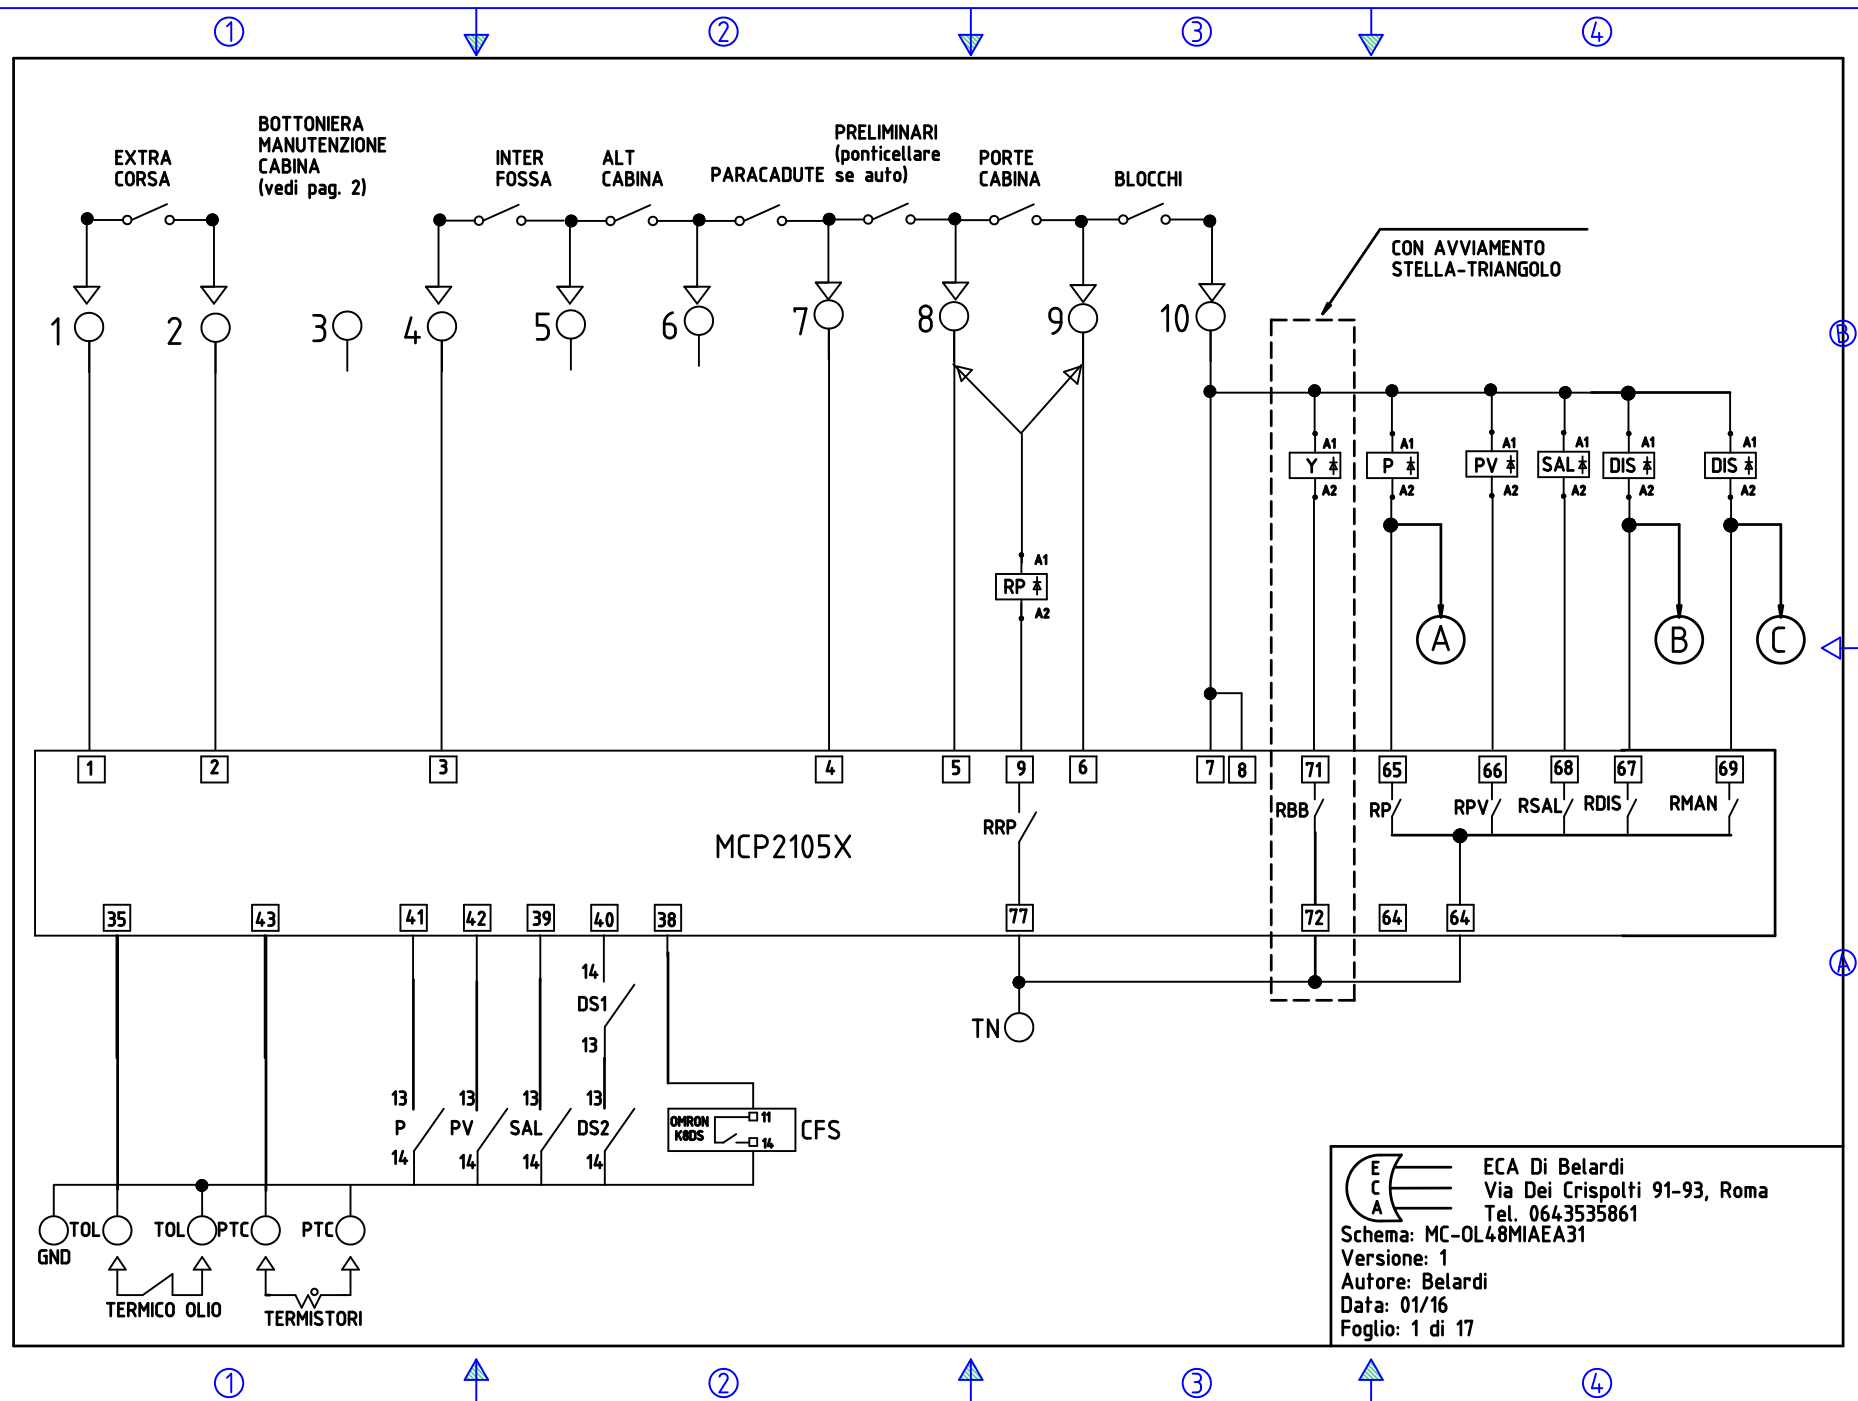 1
2
3
4
EXTRA
CORSA
BOTTONIERA
MANUTENZIONE
CABINA
(vedi pag. 2)
INTER
FOSSA
ALT
CABINA
PARACADUTE
PRELIMINARI
(ponticellare
se auto)
PORTE
CABINA
BLOCCHI
CON AVVIAMENTO
STELLA-TRIANGOLO
1
2
3
4
5
6
7
8
9
10
B
A1
A1
A1
A1
A1
A1
Y
P
PV
SAL
DIS
DIS
A2
A2
A2
A2
A2
A2
A1
RP
A2
A
B
C
1
2
3
4
5
9
6
7
8
71
65
66
68
67
69
RRP
RBB
RP
RPV
RSAL
RDIS
RMAN
MCP2105X
35
43
41
42
39
40
38
77
72
64
64
A
14
DS1
13
TN
13
13
13
13
P
PV
SAL
DS2
14
14
14
14
OMRON
K8DS
11
14
CFS
GND
TOL
TOL
PTC
PTC
TERMICO OLIO
TERMISTORI
E
C
A
ECA Di Belardi
Via Dei Crispolti 91-93, Roma
Tel. 0643535861
Schema: MC-OL48MIAEA31
Versione: 1
Autore: Belardi
Data: 01/16
Foglio: 1 di 17
1
2
3
4